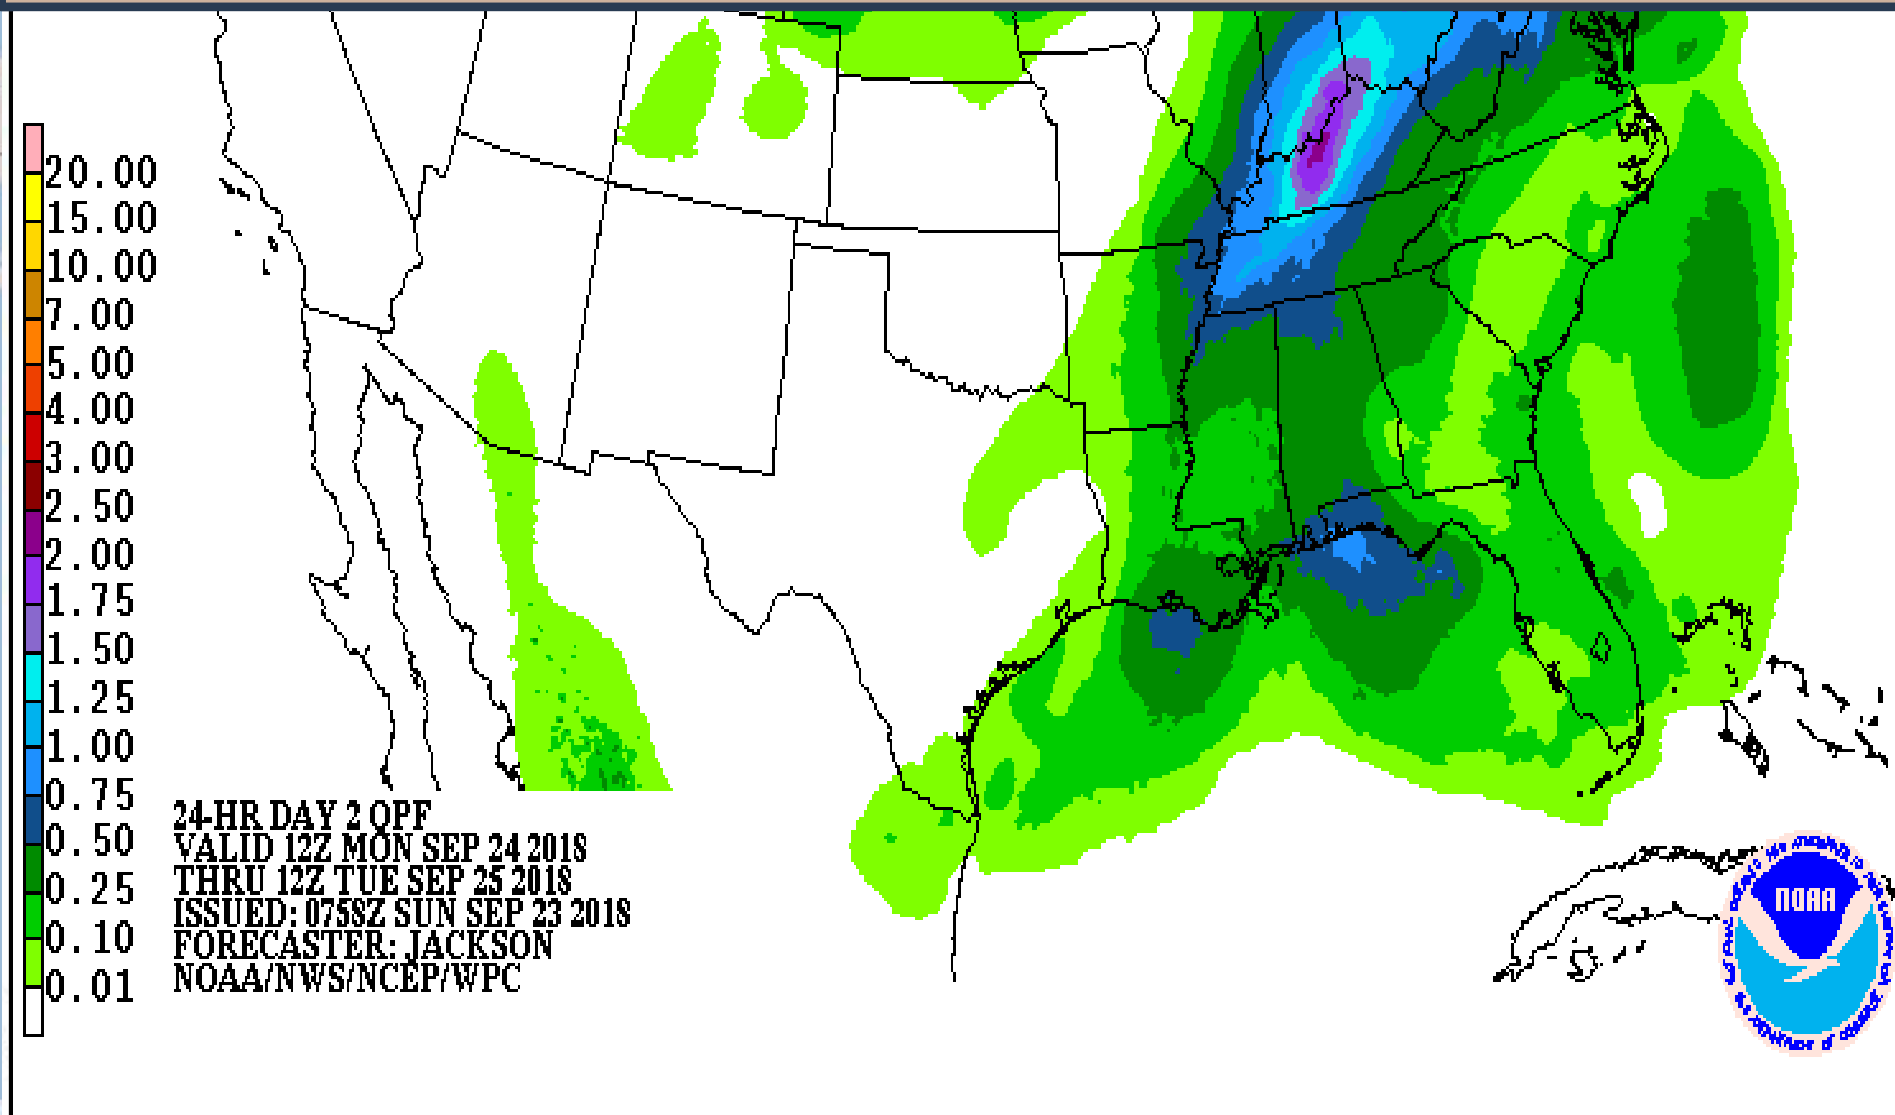 20.00
15.00
10.00
7.00
5.00
4.00
3.00
2.50
2.00
1.75
1.50
1.25
1.00
0.75
0.50
0.25
0.10
0.01
24-HR DAY 2 QPF
VALID 12Z MON SEP 24 2018
THRU 12Z TUE SEP 25 2018
ISSUED: 0758Z SUN SEP 23 2018
FORECASTER: JACKSON
NOAA/NWS/NCEP/WPC
NOAA